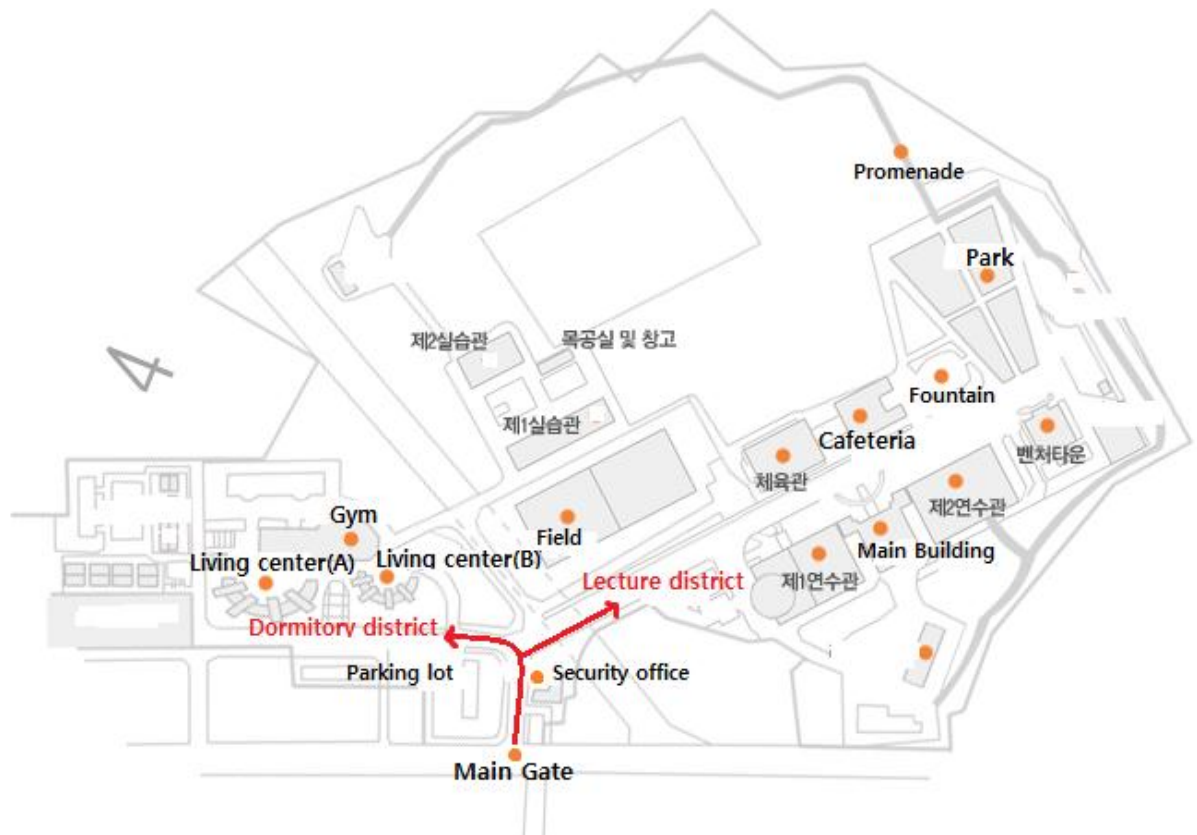 Promenade
Park
제2실습관
목공실 및 창고
Fountain
제1실습관
Cafeteria
체육관
벤처타운
제2연수관
Gym
Field
Main Building
Living center(A)
Living center(B)
Lecture district
제1연수관
Dormitory district
Parking lot
Security office
Main Gate